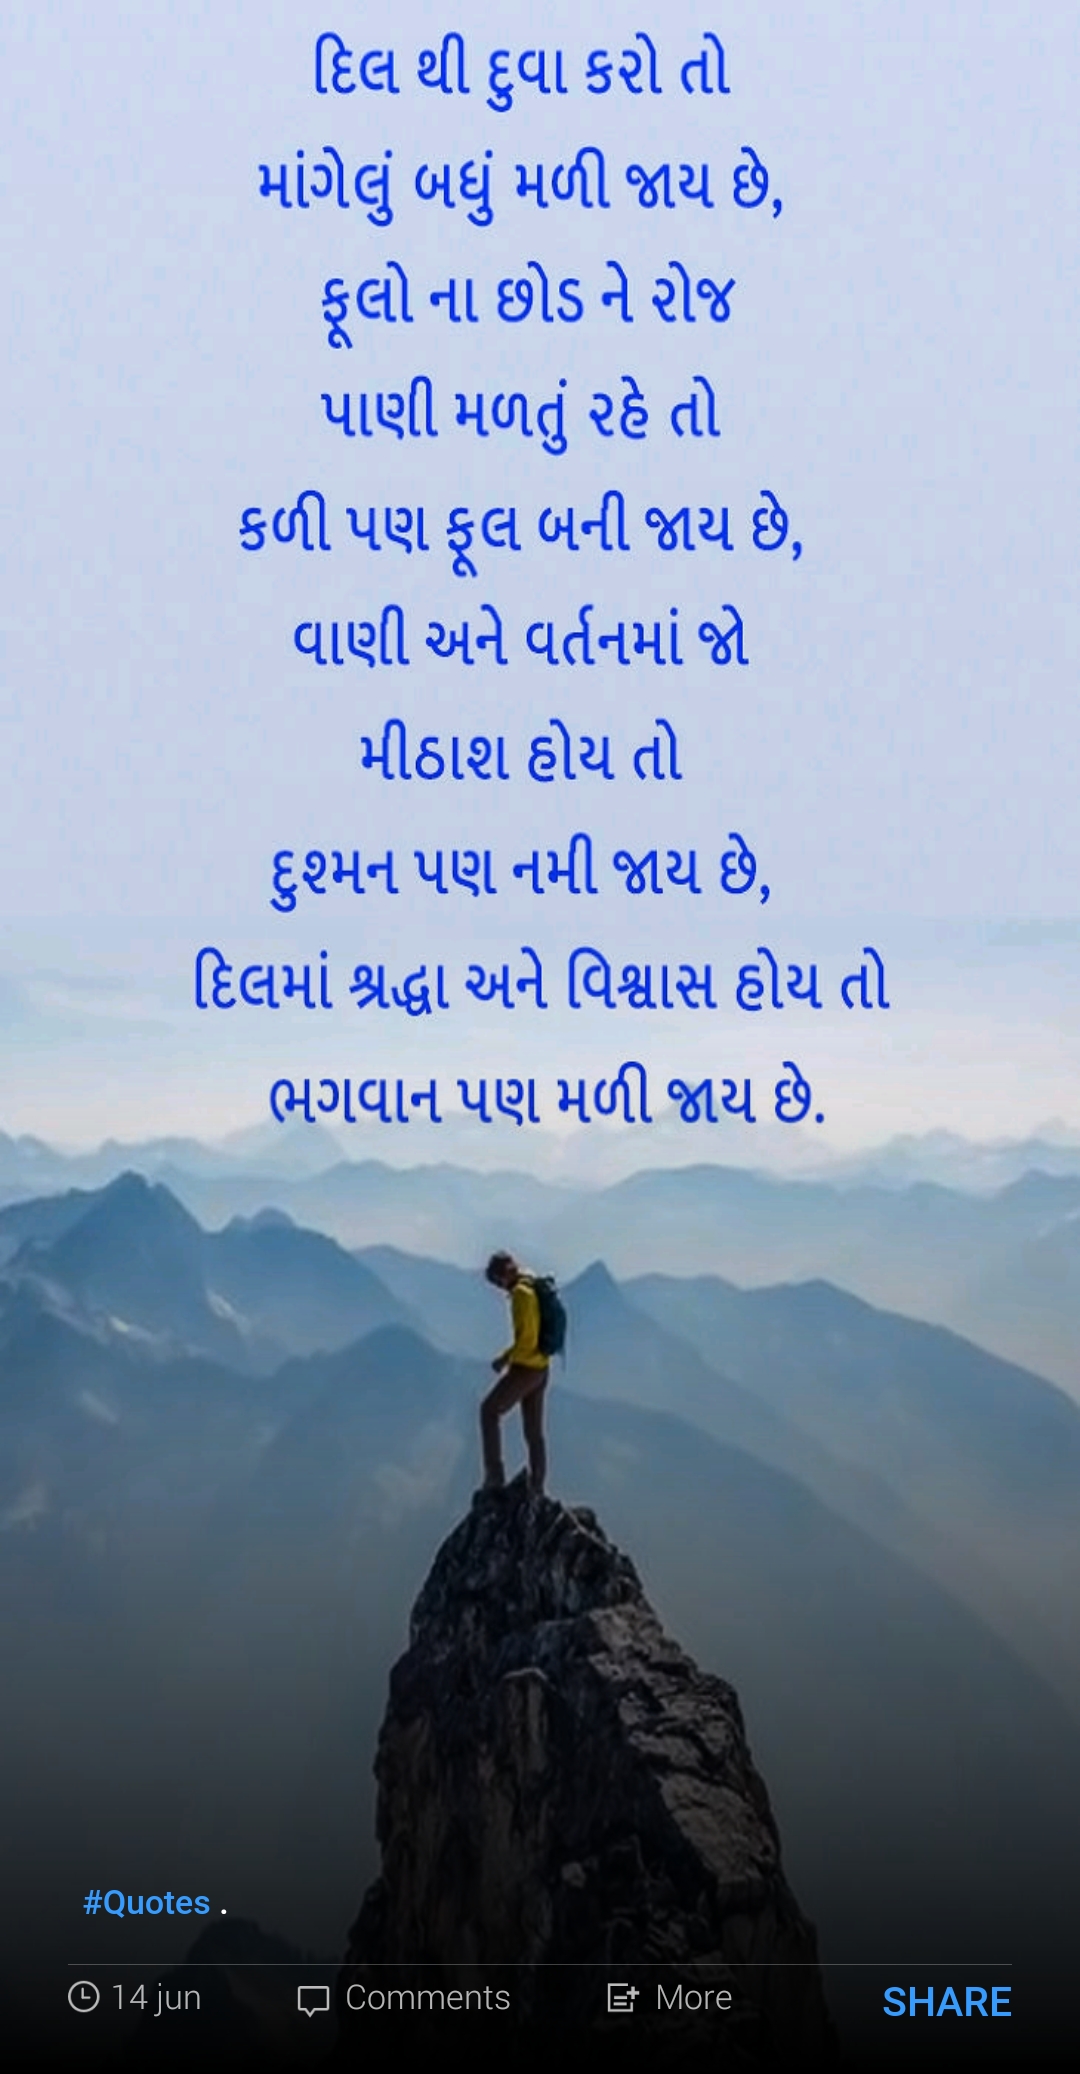 દિલ થી દુવા કરો તો
માંગેલું બધું મળી જાય છે,
ફૂલો ના છોડ ને રોજ
પાણી મળતું રહે તો
કળી પણ ફૂલ બની જાય છે,
વાણી અને વર્તનમાં જો
મીઠાશ હોય તો
દુશ્મન પણ નમી જાય છે,
દિલમાં શ્રદ્ધા અને વિશ્વાસ હોય તો
ભગવાન પણ મળી જાય છે.
#Quotes .
14 jun Comments More SHARE